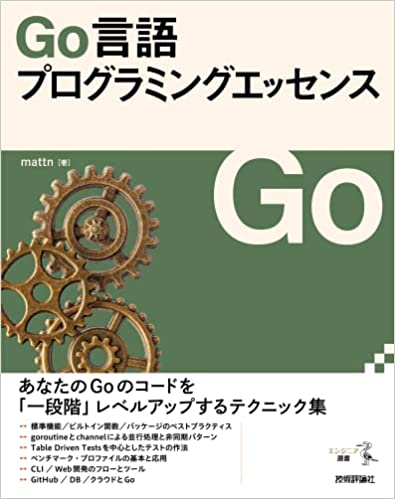 Go言語
プログラミングエッセンス
mattn [著]
Go
あなたのGoのコードを
「一段階」レベルアップするテクニック集
標準機能／ビルトイン関数／パッケージのベストプラクティス
goroutineとchannelによる並行処理と非同期パターン
Table Driven Testsを中心としたテストの作法
ベンチマーク・プロファイルの基本と応用
CLI／Web開発のフローとツール
GitHub／DB／クラウドとGo
エンジニア
選書
技術評論社